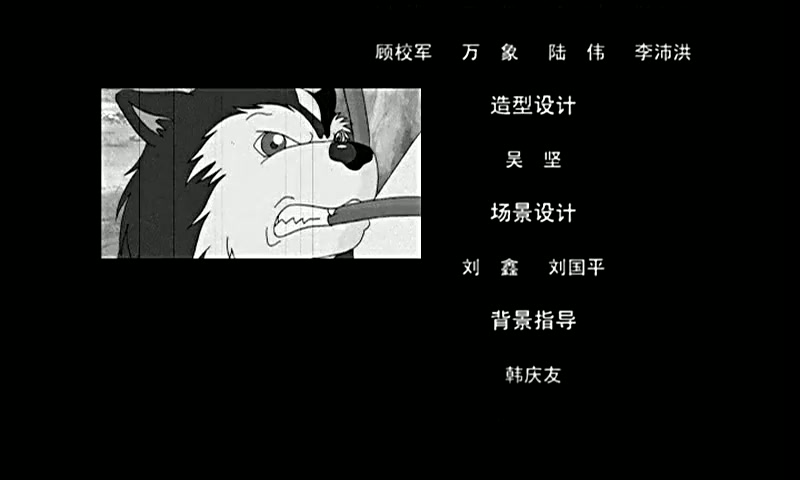 顾校军 万 象 陆 伟 李沛洪
造型设计
吴 坚
场景设计
刘 鑫 刘国平
背景指导
韩庆友